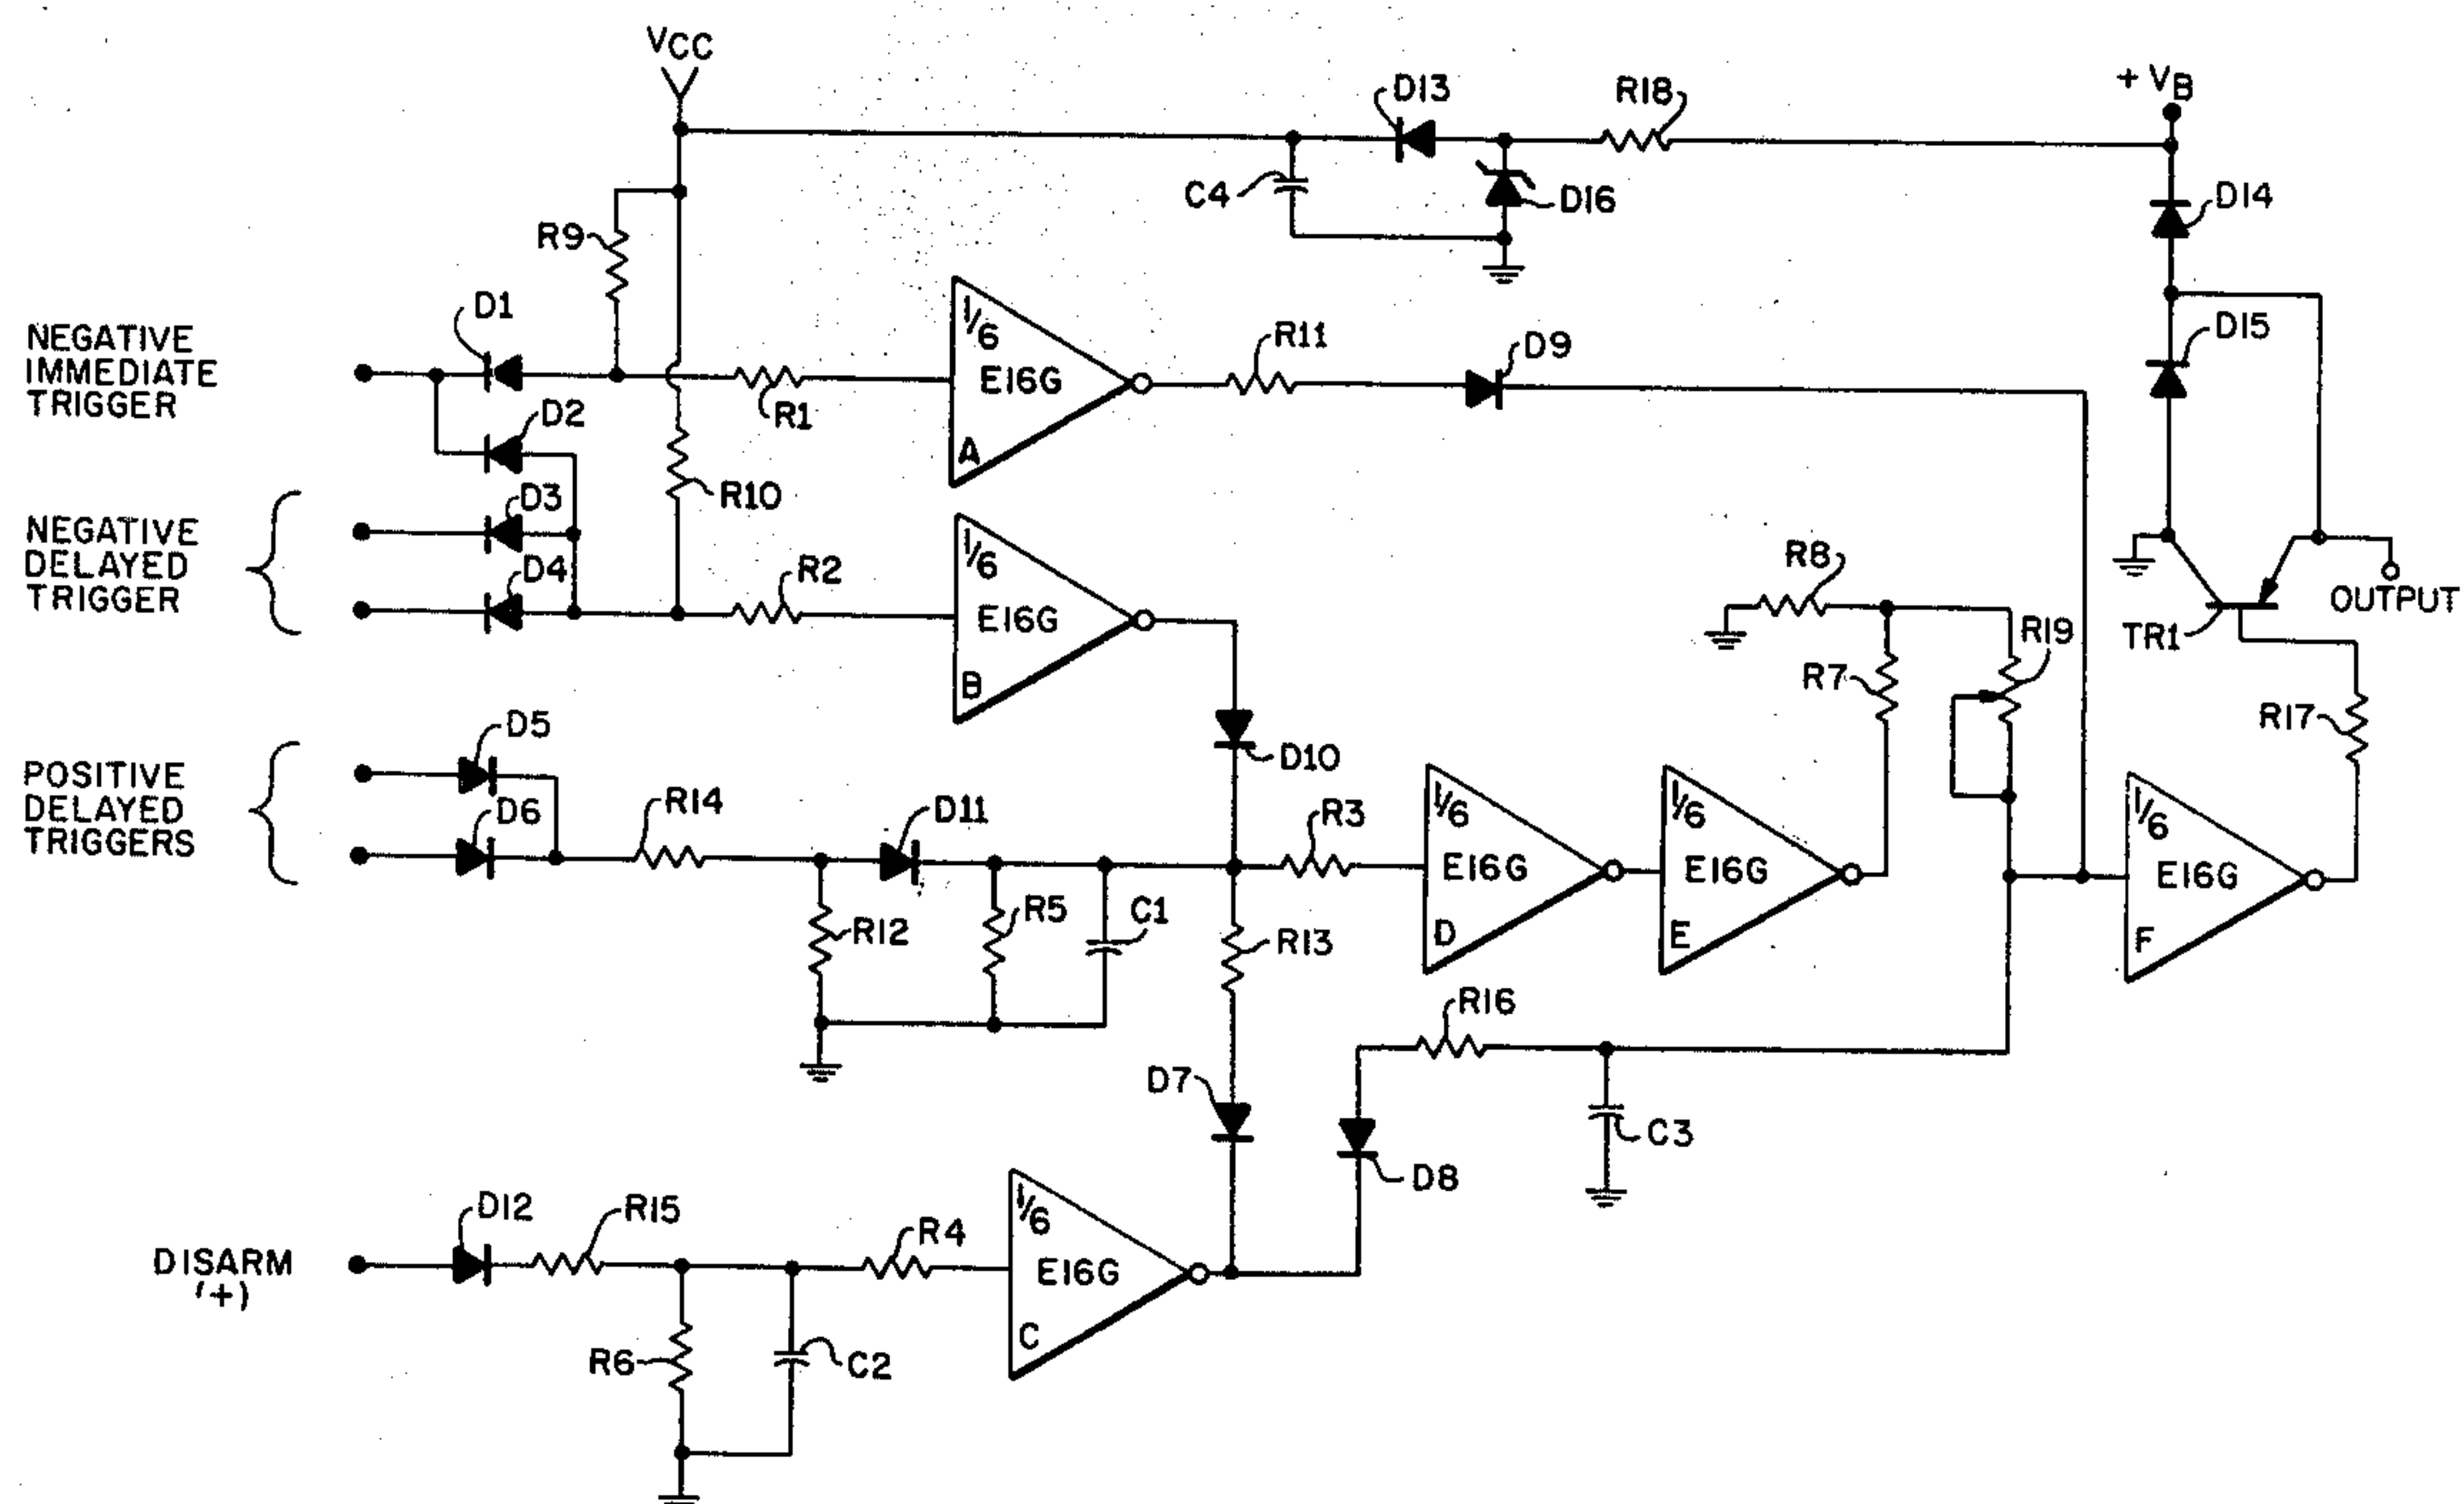 VCC
+ VB
D13
R18
C4
D16
D14
R9
D1
NEGATIVE
IMMEDIATE
TRIGGER
1/6
E16G
A
R1
R11
D9
D15
D2
D3
R10
NEGATIVE
DELAYED
TRIGGER
D4
R2
1/6
E16G
B
R8
R19
R7
TR1
OUTPUT
R17
D5
POSITIVE
DELAYED
TRIGGERS
D6
R14
D11
D10
R3
1/6
E16G
D
1/6
E16G
E
1/6
E16G
F
R12
R5
C1
R13
R16
D7
D8
C3
DISARM
(+)
D12
R15
R4
1/6
E16G
C
R6
C2